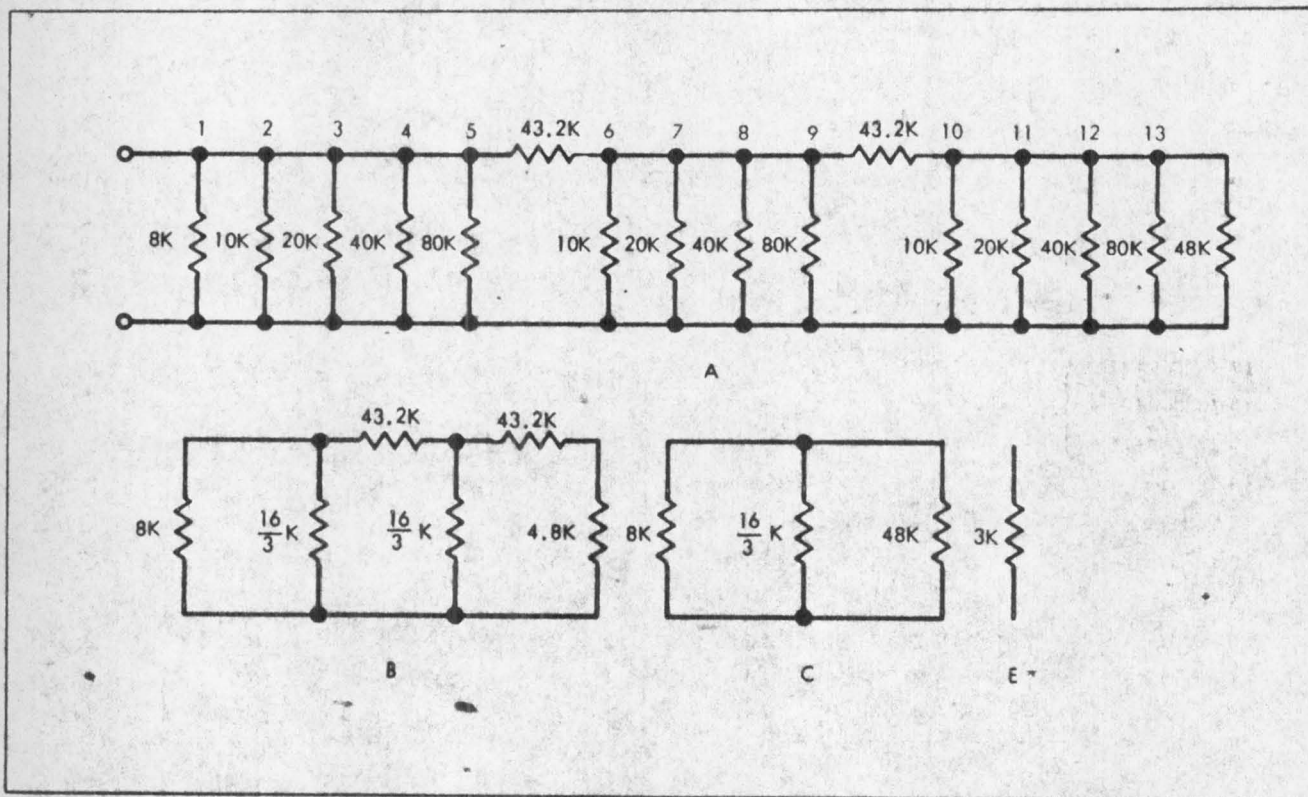 1 2 3 4 5 43.2K 6 7 8 9 43.2K 10 11 12 13
8K 10K 20K 40K 80K 10K 20K 40K 80K 10K 20K 40K 80K 48K
A
43.2K 43.2K
8K 16/3 K 16/3 K 4.8K 8K 16/3 K 48K 3K
B C E